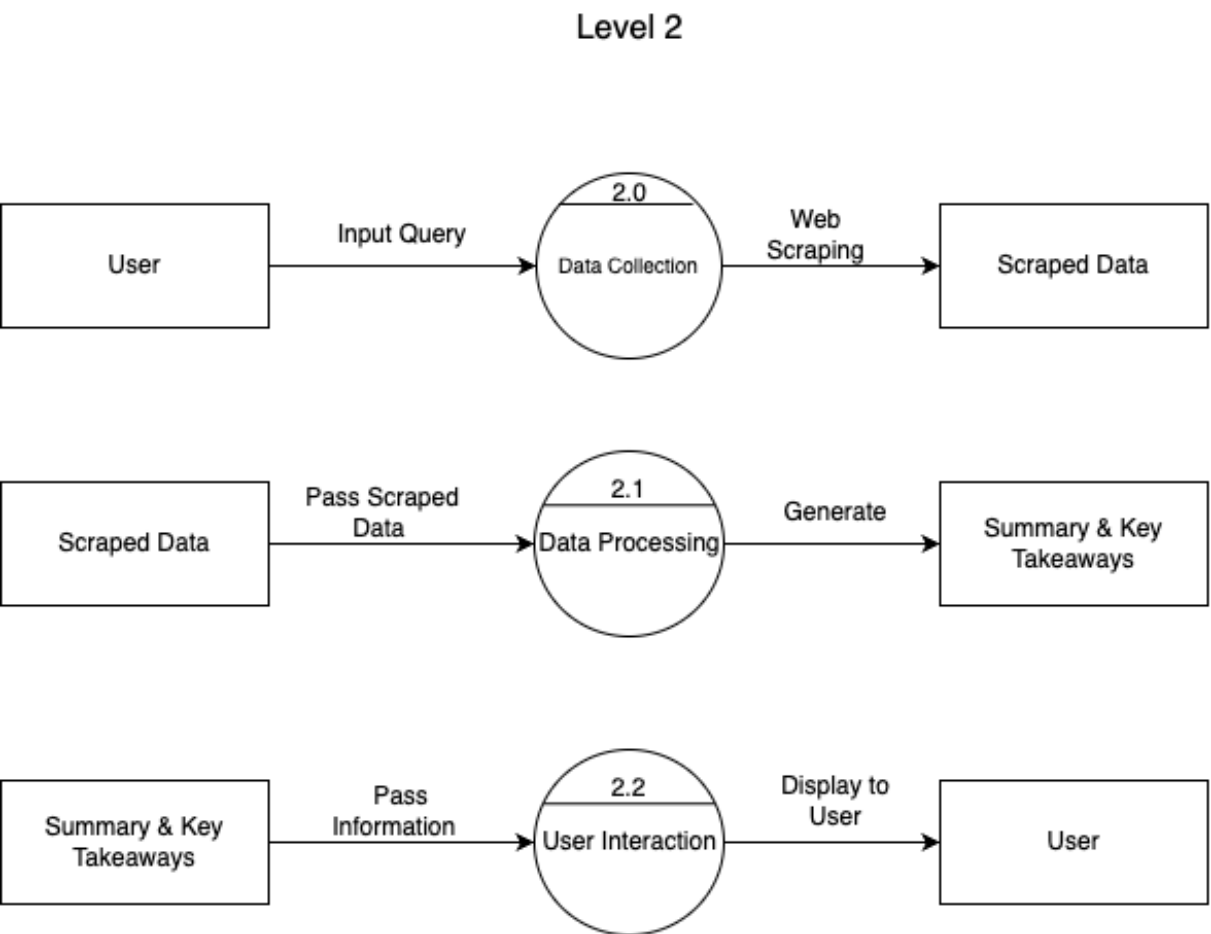 Level 2
2.0
User
Input Query
Data Collection
Web
Scraping
Scraped Data
2.1
Scraped Data
Pass Scraped
Data
Data Processing
Generate
Summary & Key
Takeaways
2.2
Summary & Key
Takeaways
Pass
Information
User Interaction
Display to
User
User